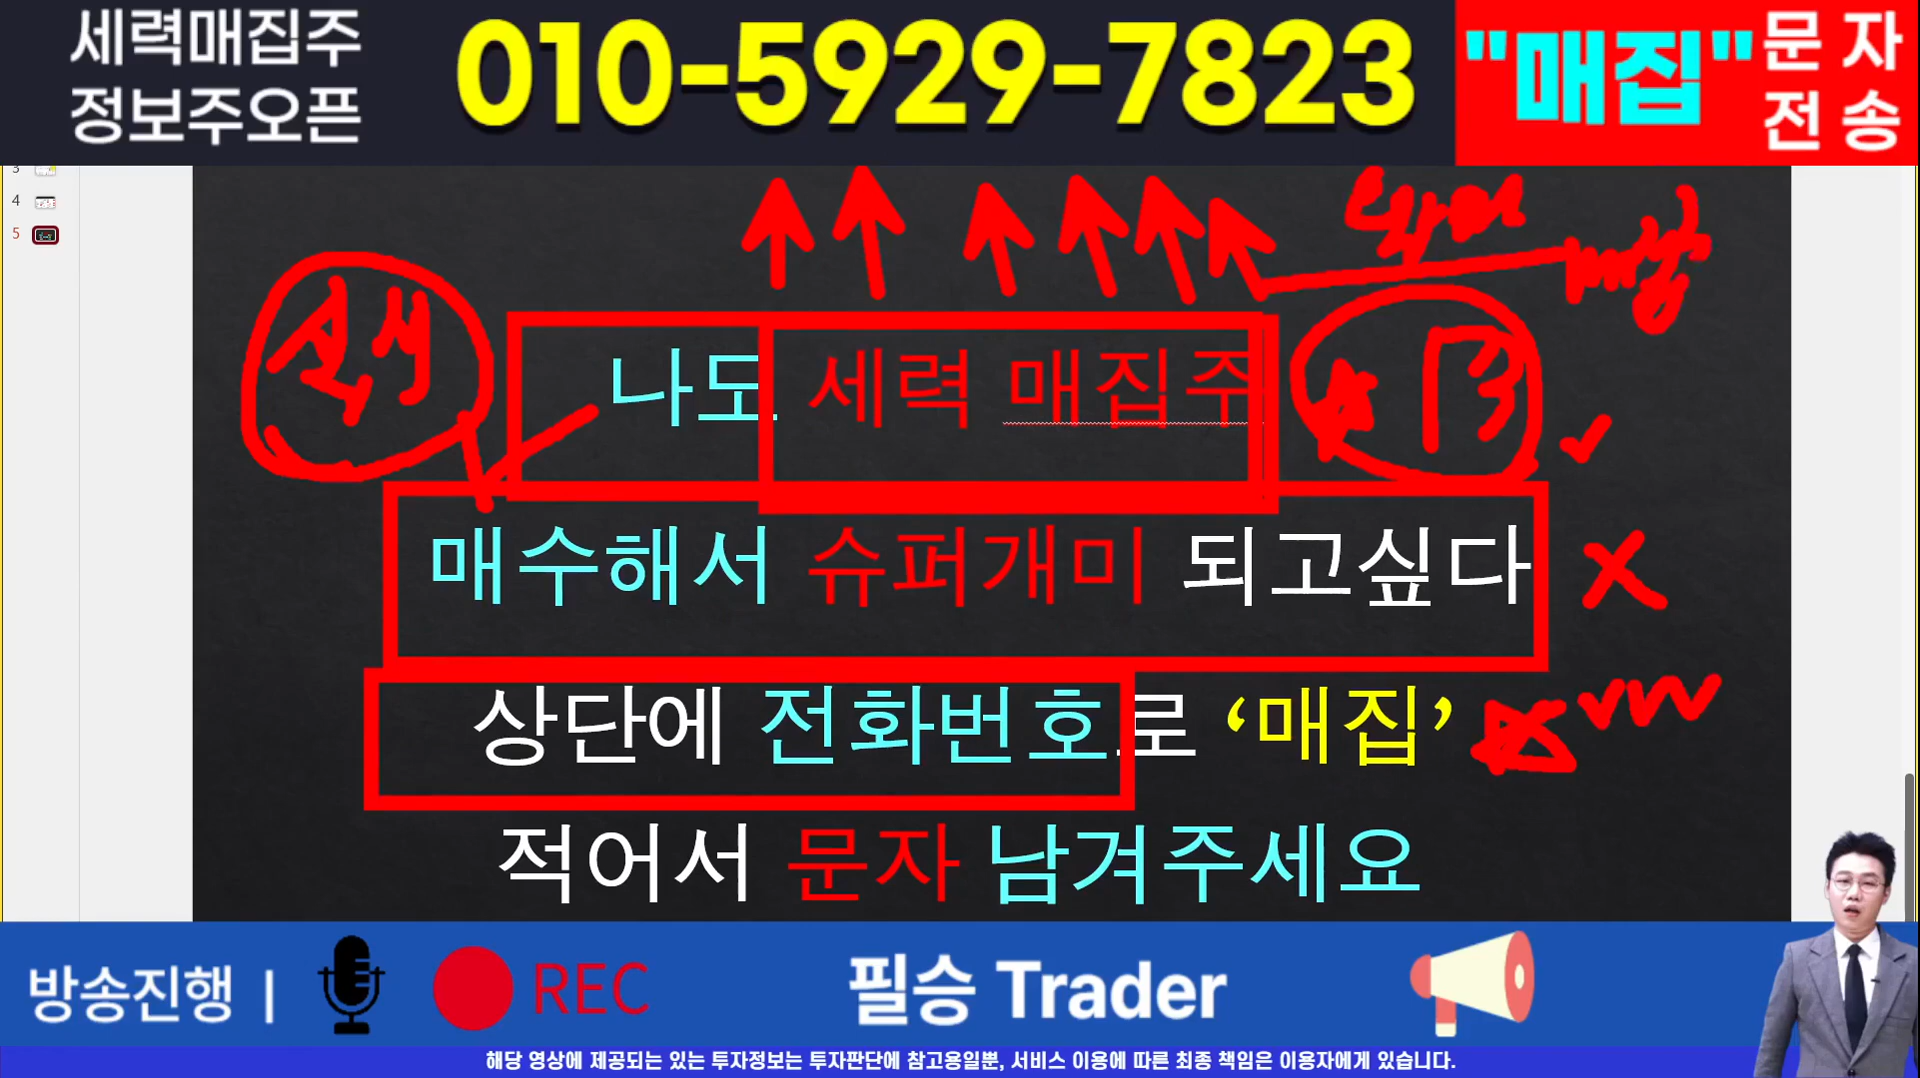 세력매집주
정보주오픈
010-5929-7823
"매집"
문자
전송
3
4
5
나도 세력 매집주
매수해서 슈퍼개미 되고싶다
상단에 전화번호로 ‘매집’
적어서 문자 남겨주세요
방송진행 |
REC
필승 Trader
해당 영상에 제공되는 있는 투자정보는 투자판단에 참고용일뿐, 서비스 이용에 따른 최종 책임은 이용자에게 있습니다.